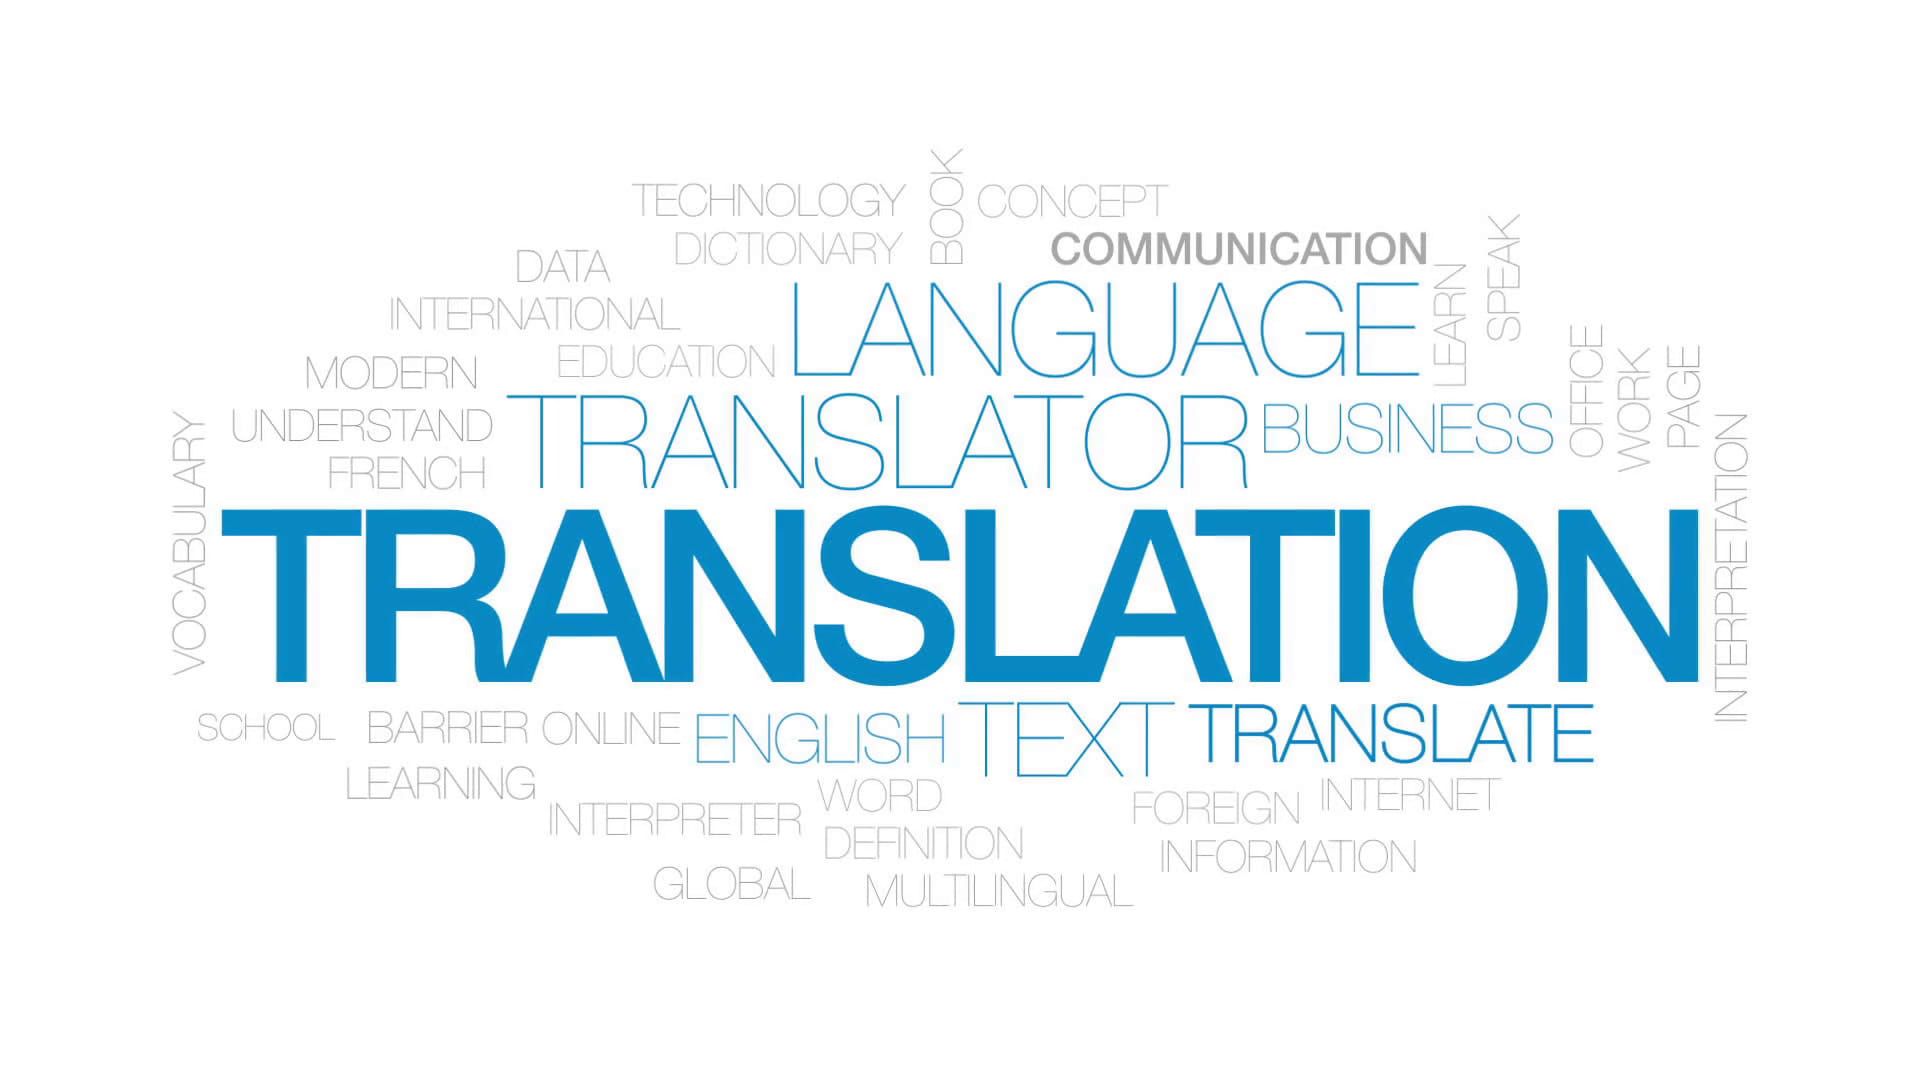 TECHNOLOGY
BOOK
CONCEPT
DICTIONARY
COMMUNICATION
DATA
SPEAK
INTERNATIONAL
LANGUAGE
LEARN
EDUCATION
MODERN
OFFICE
WORK
PAGE
UNDERSTAND
TRANSLATOR
BUSINESS
FRENCH
VOCABULARY
TRANSLATION
INTERPRETATION
SCHOOL
BARRIER
ONLINE
ENGLISH
TEXT
TRANSLATE
LEARNING
WORD
INTERNET
INTERPRETER
FOREIGN
DEFINITION
INFORMATION
GLOBAL
MULTILINGUAL